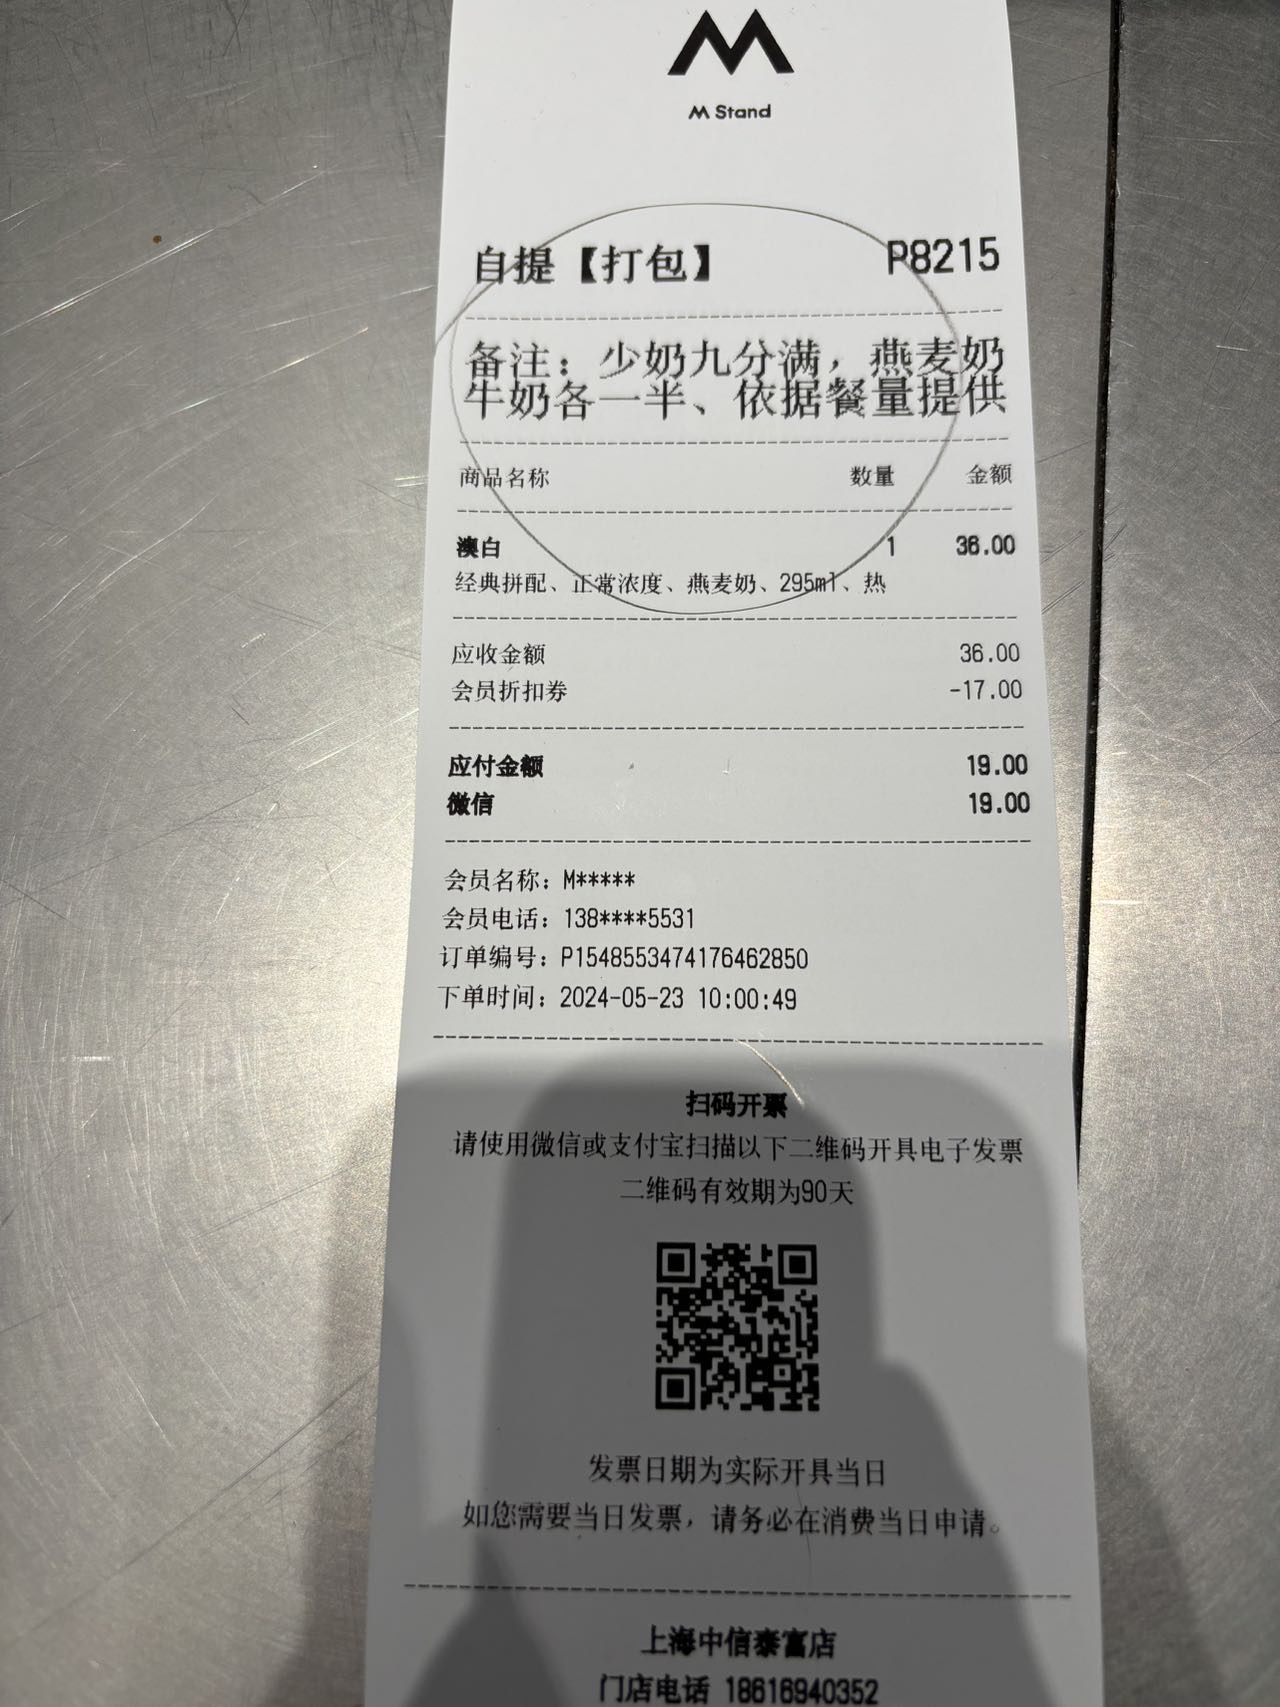 M Stand
自提【打包】 P8215
备注：少奶九分满，燕麦奶
牛奶各一半、依据餐量提供
商品名称 数量 金额
澳白 1 36.00
经典拼配、正常浓度、燕麦奶、295ml、热
应收金额 36.00
会员折扣券 -17.00
应付金额 19.00
微信 19.00
会员名称：M*****
会员电话：138****5531
订单编号：P1548553474176462850
下单时间：2024-05-23 10:00:49
扫码开票
请使用微信或支付宝扫描以下二维码开具电子发票
二维码有效期为90天
发票日期为实际开具当日
如您需要当日发票，请务必在消费当日申请。
上海中信泰富店
门店电话 18616940352